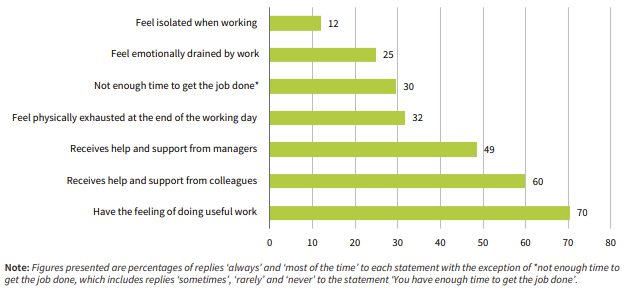 Feel isolated when working 12
Feel emotionally drained by work 25
Not enough time to get the job done* 30
Feel physically exhausted at the end of the working day 32
Receives help and support from managers 49
Receives help and support from colleagues 60
Have the feeling of doing useful work 70
0 10 20 30 40 50 60 70 80
Note: Figures presented are percentages of replies ‘always’ and ‘most of the time’ to each statement with the exception of *not enough time to
get the job done, which includes replies ‘sometimes’, ‘rarely’ and ‘never’ to the statement ‘You have enough time to get the job done’.